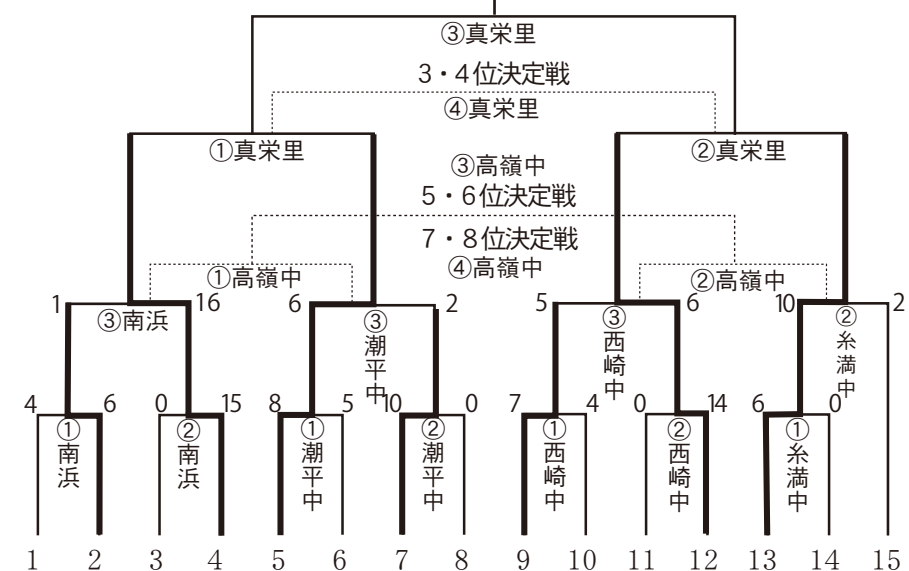 ③真栄里
3・4位決定戦
④真栄里
①真栄里
②真栄里
③高嶺中
5・6位決定戦
7・8位決定戦
①高嶺中
④高嶺中
②高嶺中
1 16 6 2 5 6 10 2
③南浜
③潮平中
③西崎中
②糸満中
4 6 0 15 8 5 10 0 7 4 0 14 6 0
①南浜
②南浜
①潮平中
②潮平中
①西崎中
②西崎中
①糸満中
1 2 3 4 5 6 7 8 9 10 11 12 13 14 15